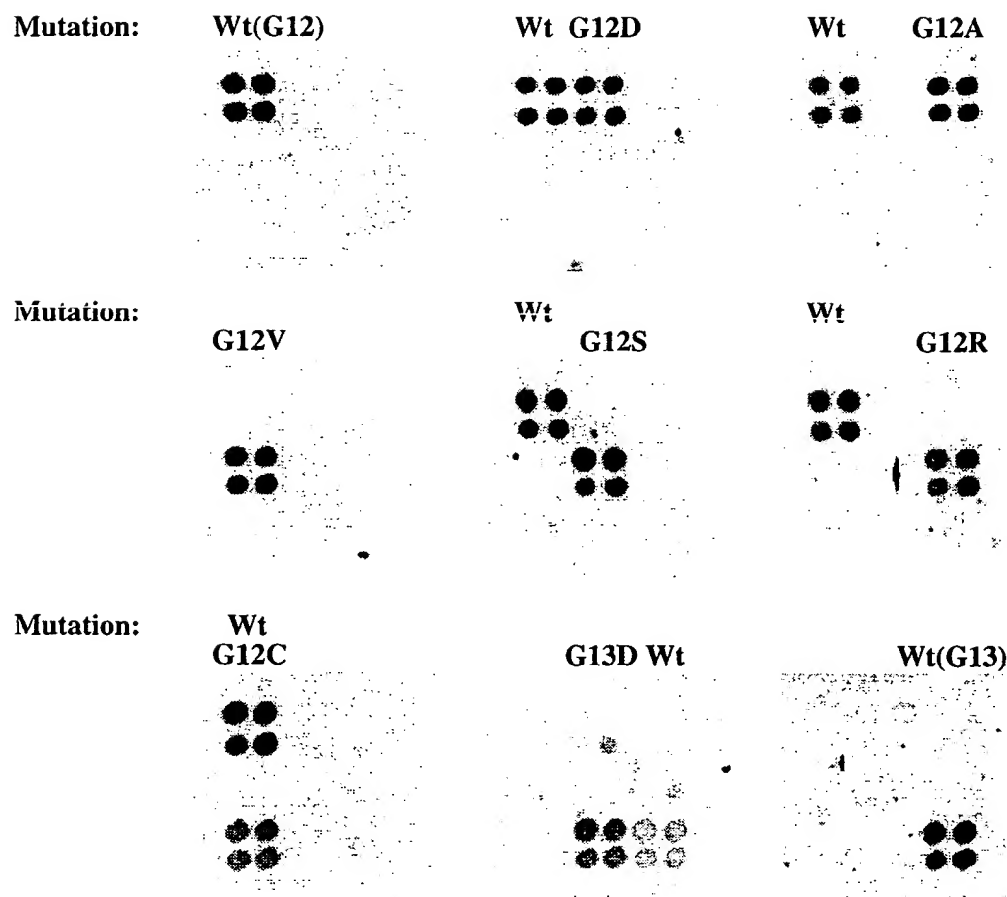 Mutation: Wt(G12) Wt G12D Wt G12A
Mutation: Wt Wt
G12V G12S G12R
Mutation: Wt
G12C G13D Wt Wt(G13)